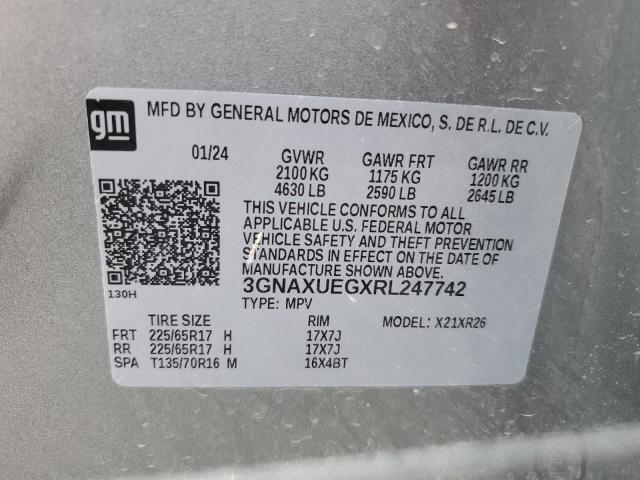 gm
MFD BY GENERAL MOTORS DE MEXICO, S. DE R.L. DE C.V.
01/24 GVWR GAWR FRT GAWR RR
2100 KG 1175 KG 1200 KG
4630 LB 2590 LB 2645 LB
THIS VEHICLE CONFORMS TO ALL
APPLICABLE U.S. FEDERAL MOTOR
VEHICLE SAFETY AND THEFT PREVENTION
STANDARDS IN EFFECT ON THE DATE OF
MANUFACTURE SHOWN ABOVE.
3GNAXUEGXRL247742
130H
TYPE: MPV
TIRE SIZE RIM MODEL: X21XR26
FRT 225/65R17 H 17X7J
RR 225/65R17 H 17X7J
SPA T135/70R16 M 16X4BT